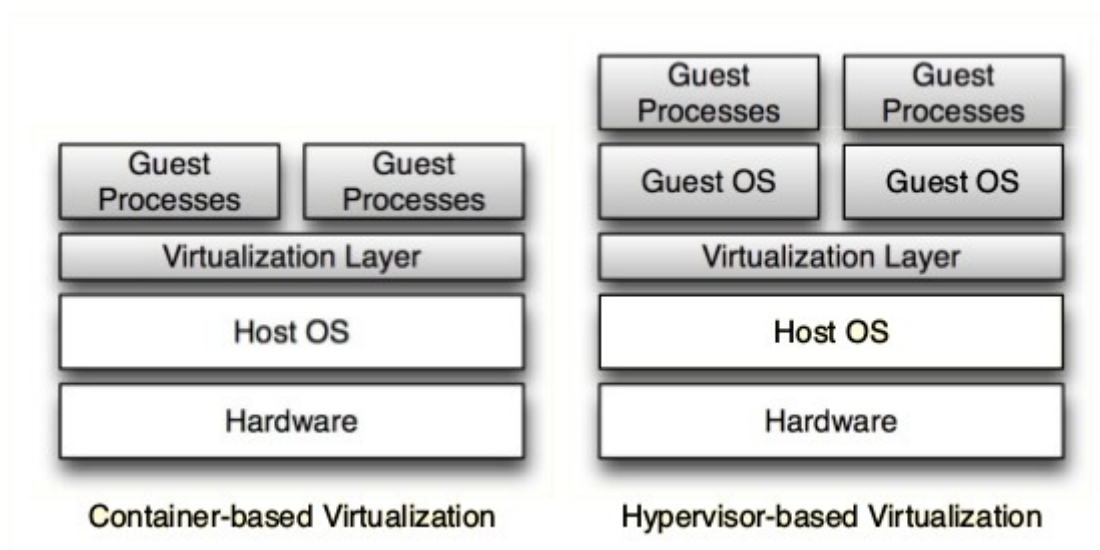 Guest
Processes
Guest
Processes
Virtualization Layer
Host OS
Hardware
Container-based Virtualization
Guest
Processes
Guest
Processes
Guest OS
Guest OS
Virtualization Layer
Host OS
Hardware
Hypervisor-based Virtualization